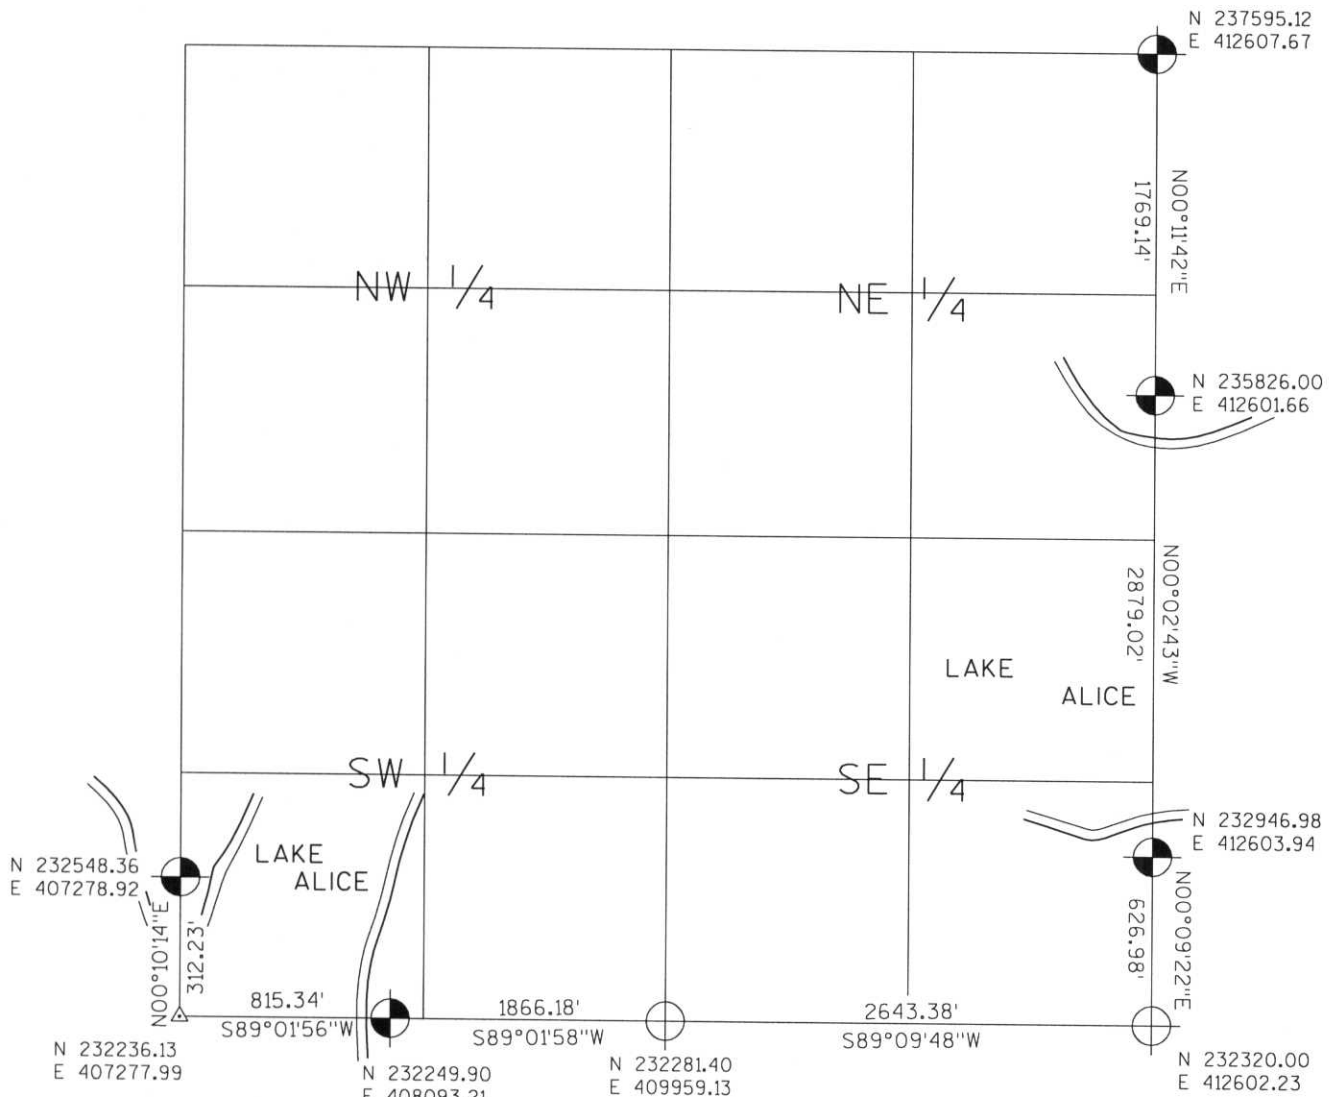 N 237595.12
E 412607.67
N00°11'42"E
1769.14'
NW 1/4
NE 1/4
N 235826.00
E 412601.66
N00°02'43"W
2879.02'
LAKE
ALICE
SW 1/4
SE 1/4
N 232946.98
E 412603.94
LAKE
ALICE
N 232548.36
E 407278.92
N00°10'14"E
312.23'
626.98'
N00°09'22"E
815.34'
S89°01'56"W
1866.18'
S89°01'58"W
2643.38'
S89°09'48"W
N 232236.13
E 407277.99
N 232249.90
E 408093.21
N 232281.40
E 409959.13
N 232320.00
E 412602.23